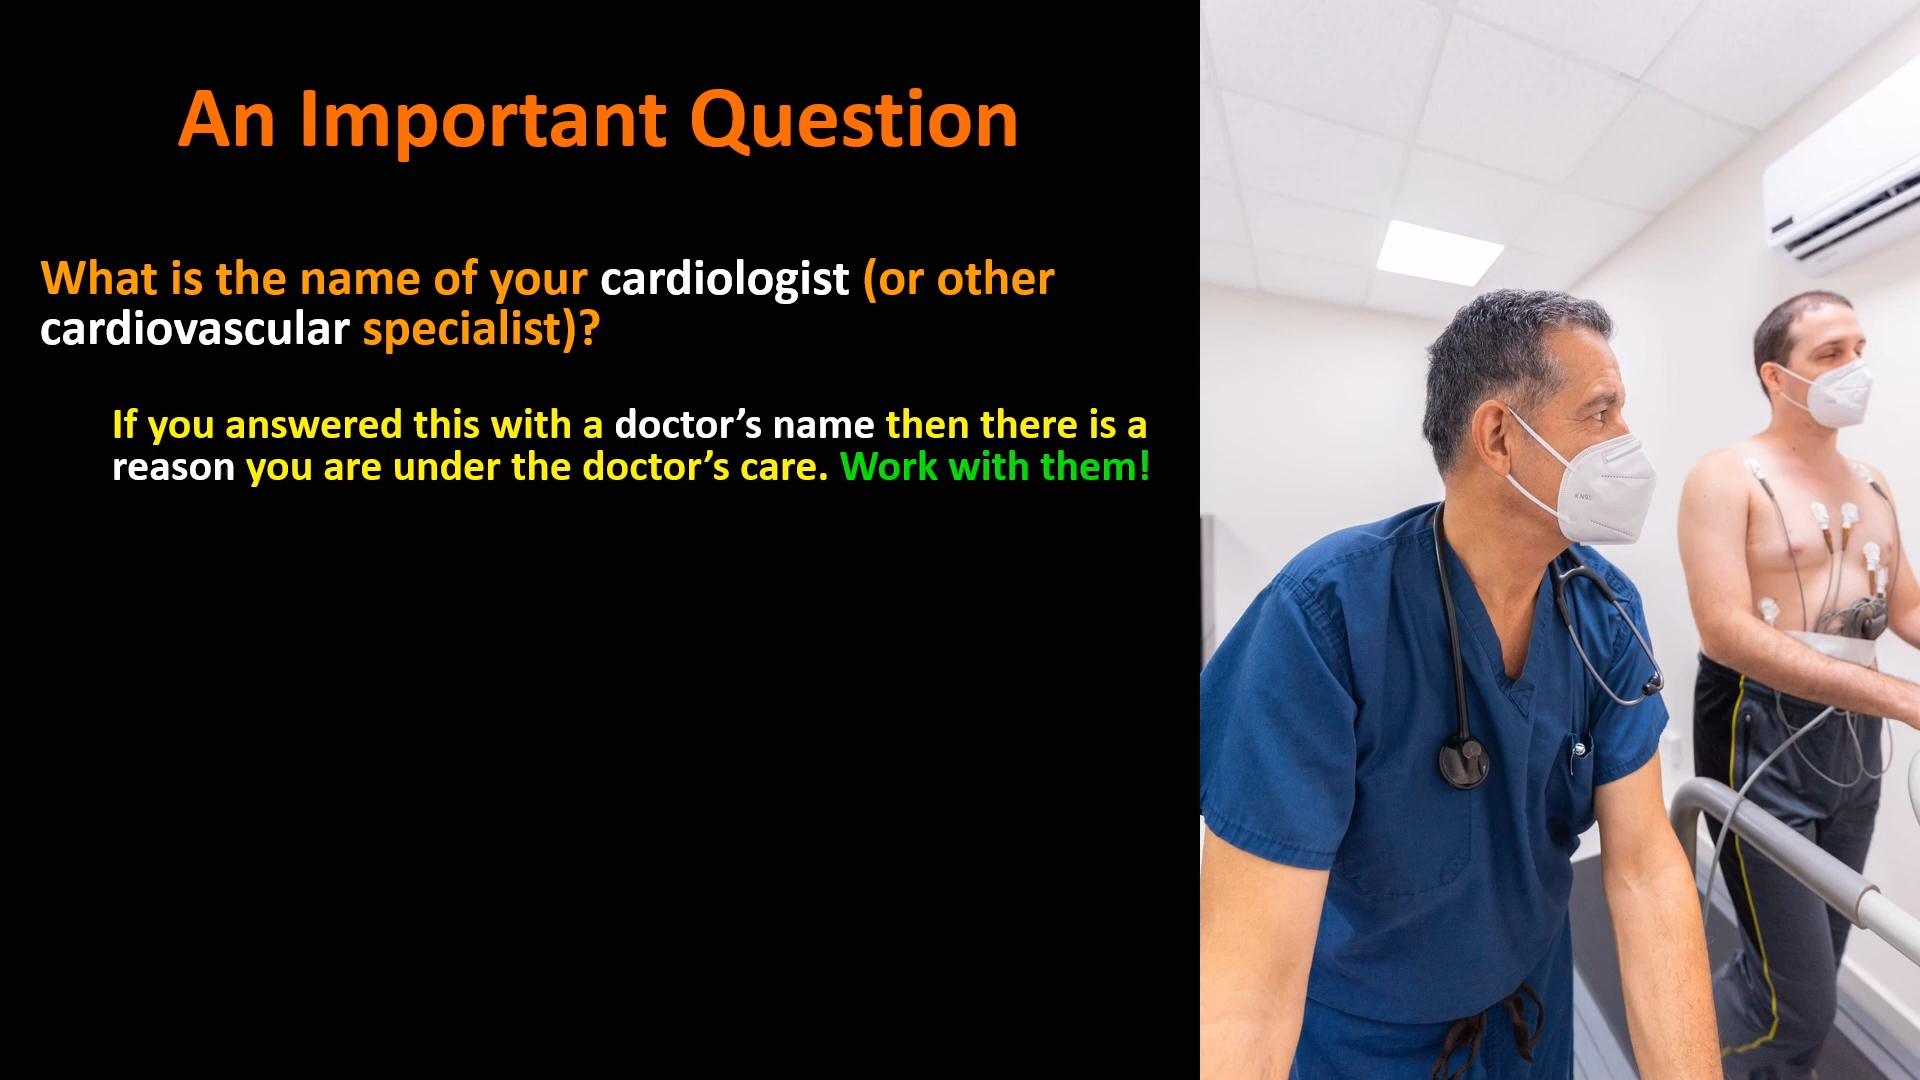 An Important Question
What is the name of your cardiologist (or other
cardiovascular specialist)?
If you answered this with a doctor’s name then there is a
reason you are under the doctor’s care. Work with them!
KN95